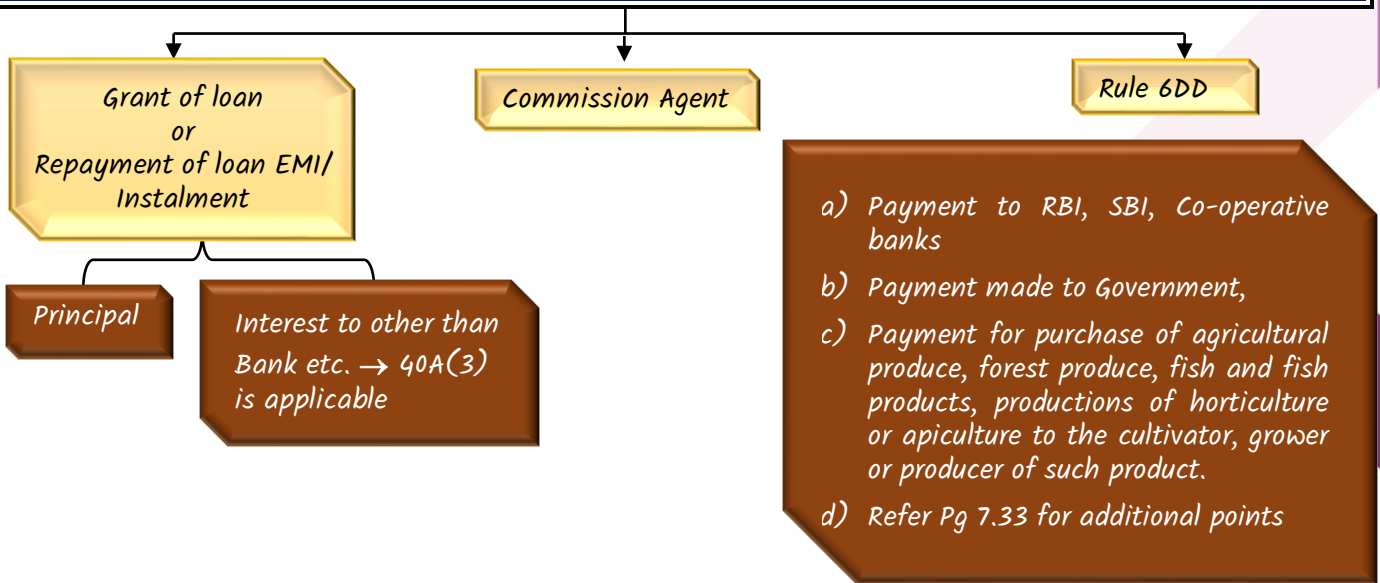 Grant of loan
or
Repayment of loan EMI/
Instalment
Commission Agent
Rule 6DD
Principal
Interest to other than
Bank etc. → 40A(3)
is applicable
a) Payment to RBI, SBI, Co-operative
banks
b) Payment made to Government,
c) Payment for purchase of agricultural
produce, forest produce, fish and fish
products, productions of horticulture
or apiculture to the cultivator, grower
or producer of such product.
d) Refer Pg 7.33 for additional points